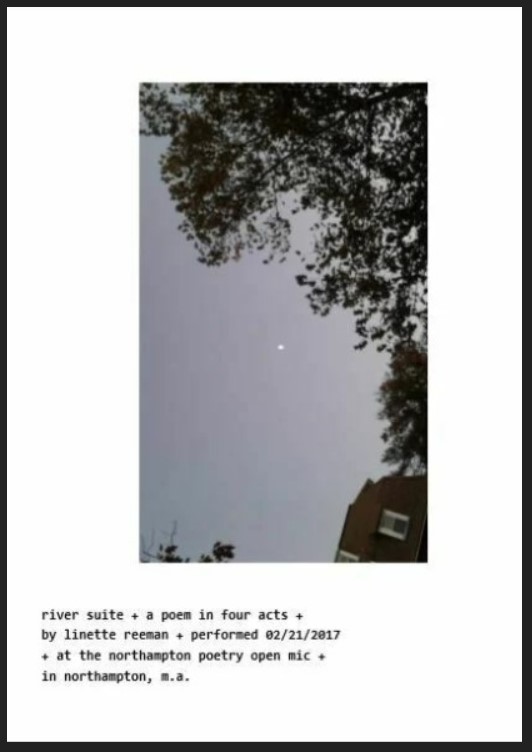 river suite + a poem in four acts +
by linette reeman + performed 02/21/2017
+ at the northampton poetry open mic +
in northampton, m.a.